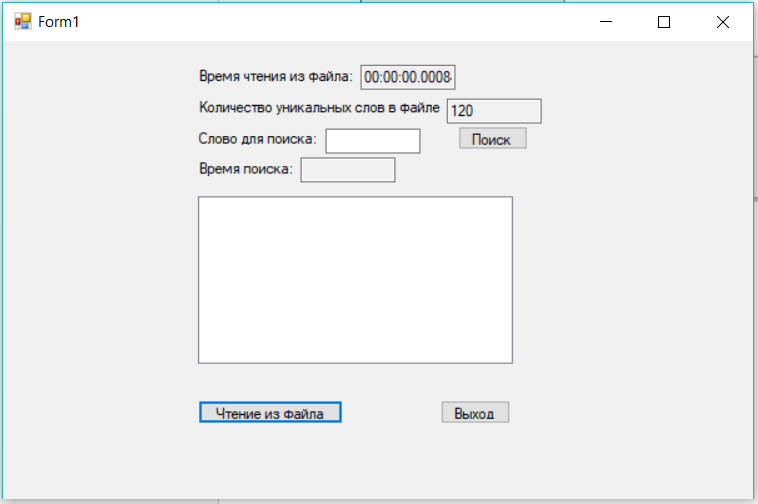 Form1
Время чтения из файла: 00:00:00.0008
Количество уникальных слов в файле 120
Слово для поиска: Поиск
Время поиска:
Чтение из файла Выход